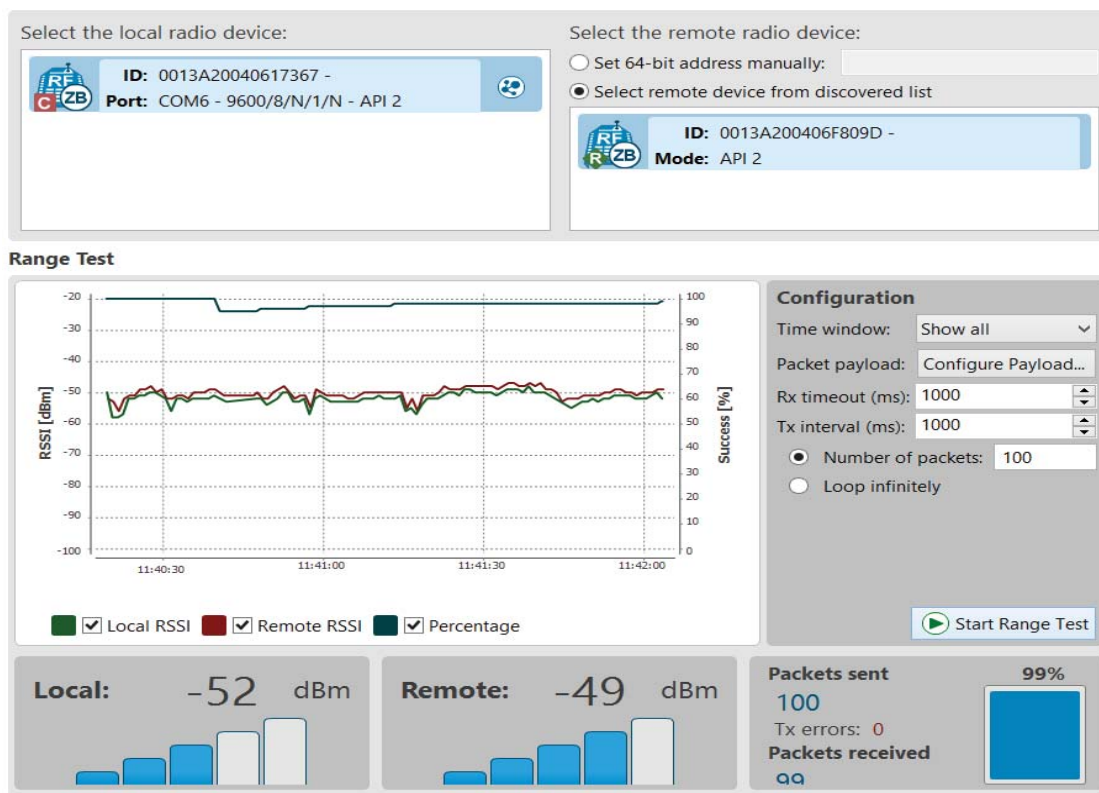 Select the local radio device:
ID: 0013A20040617367 -
Port: COM6 - 9600/8/N/1/N - API 2
RF
C
ZB
Select the remote radio device:
Set 64-bit address manually:
Select remote device from discovered list
ID: 0013A200406F809D -
Mode: API 2
RF
R
ZB
Range Test
-20
-30
-40
-50
-60
-70
-80
-90
-100
RSSI [dBm]
100
90
80
70
60
50
40
30
20
10
0
Success [%]
11:40:30 11:41:00 11:41:30 11:42:00
Local RSSI Remote RSSI Percentage
Configuration
Time window: Show all
Packet payload: Configure Payload...
Rx timeout (ms): 1000
Tx interval (ms): 1000
Number of packets: 100
Loop infinitely
Start Range Test
Local: -52 dBm
Remote: -49 dBm
Packets sent 99%
100
Tx errors: 0
Packets received
99